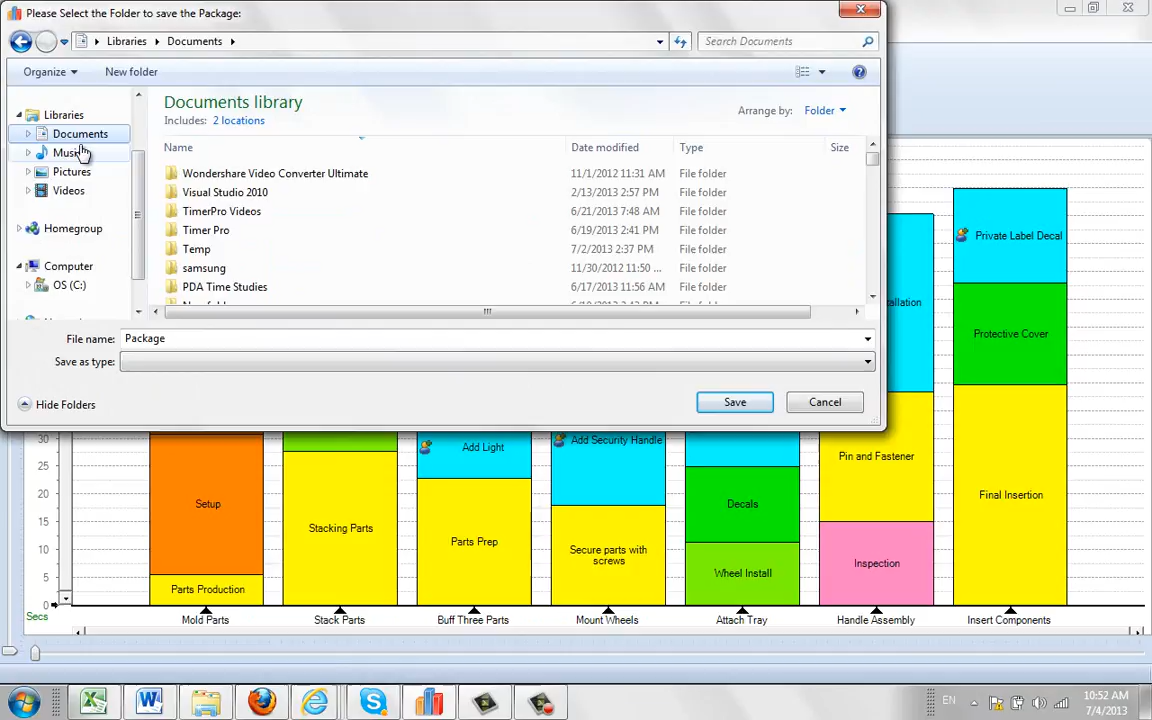 Please Select the Folder to save the Package:
Libraries Documents
Search Documents
Organize New folder
Documents library
Includes: 2 locations
Arrange by: Folder
Name Date modified Type Size
Libraries
Documents
Music
Pictures
Videos
Homegroup
Computer
OS (C:)
Wondershare Video Converter Ultimate 11/1/2012 11:31 AM File folder
Visual Studio 2010 2/13/2013 2:57 PM File folder
TimerPro Videos 6/21/2013 7:48 AM File folder
Timer Pro 6/19/2013 2:41 PM File folder
Temp 7/2/2013 2:37 PM File folder
samsung 11/30/2012 11:50 ... File folder
PDA Time Studies 6/17/2013 11:56 AM File folder
File name: Package
Save as type:
Hide Folders
Save Cancel
Private Label Decal
Protective Cover
Final Insertion
Pin and Fastener
Inspection
Add Security Handle
Secure parts with
screws
Add Light
Parts Prep
Decals
Wheel Install
Stacking Parts
Setup
Parts Production
30
25
20
15
10
5
0
Secs
Mold Parts Stack Parts Buff Three Parts Mount Wheels Attach Tray Handle Assembly Insert Components
EN
10:52 AM
7/4/2013